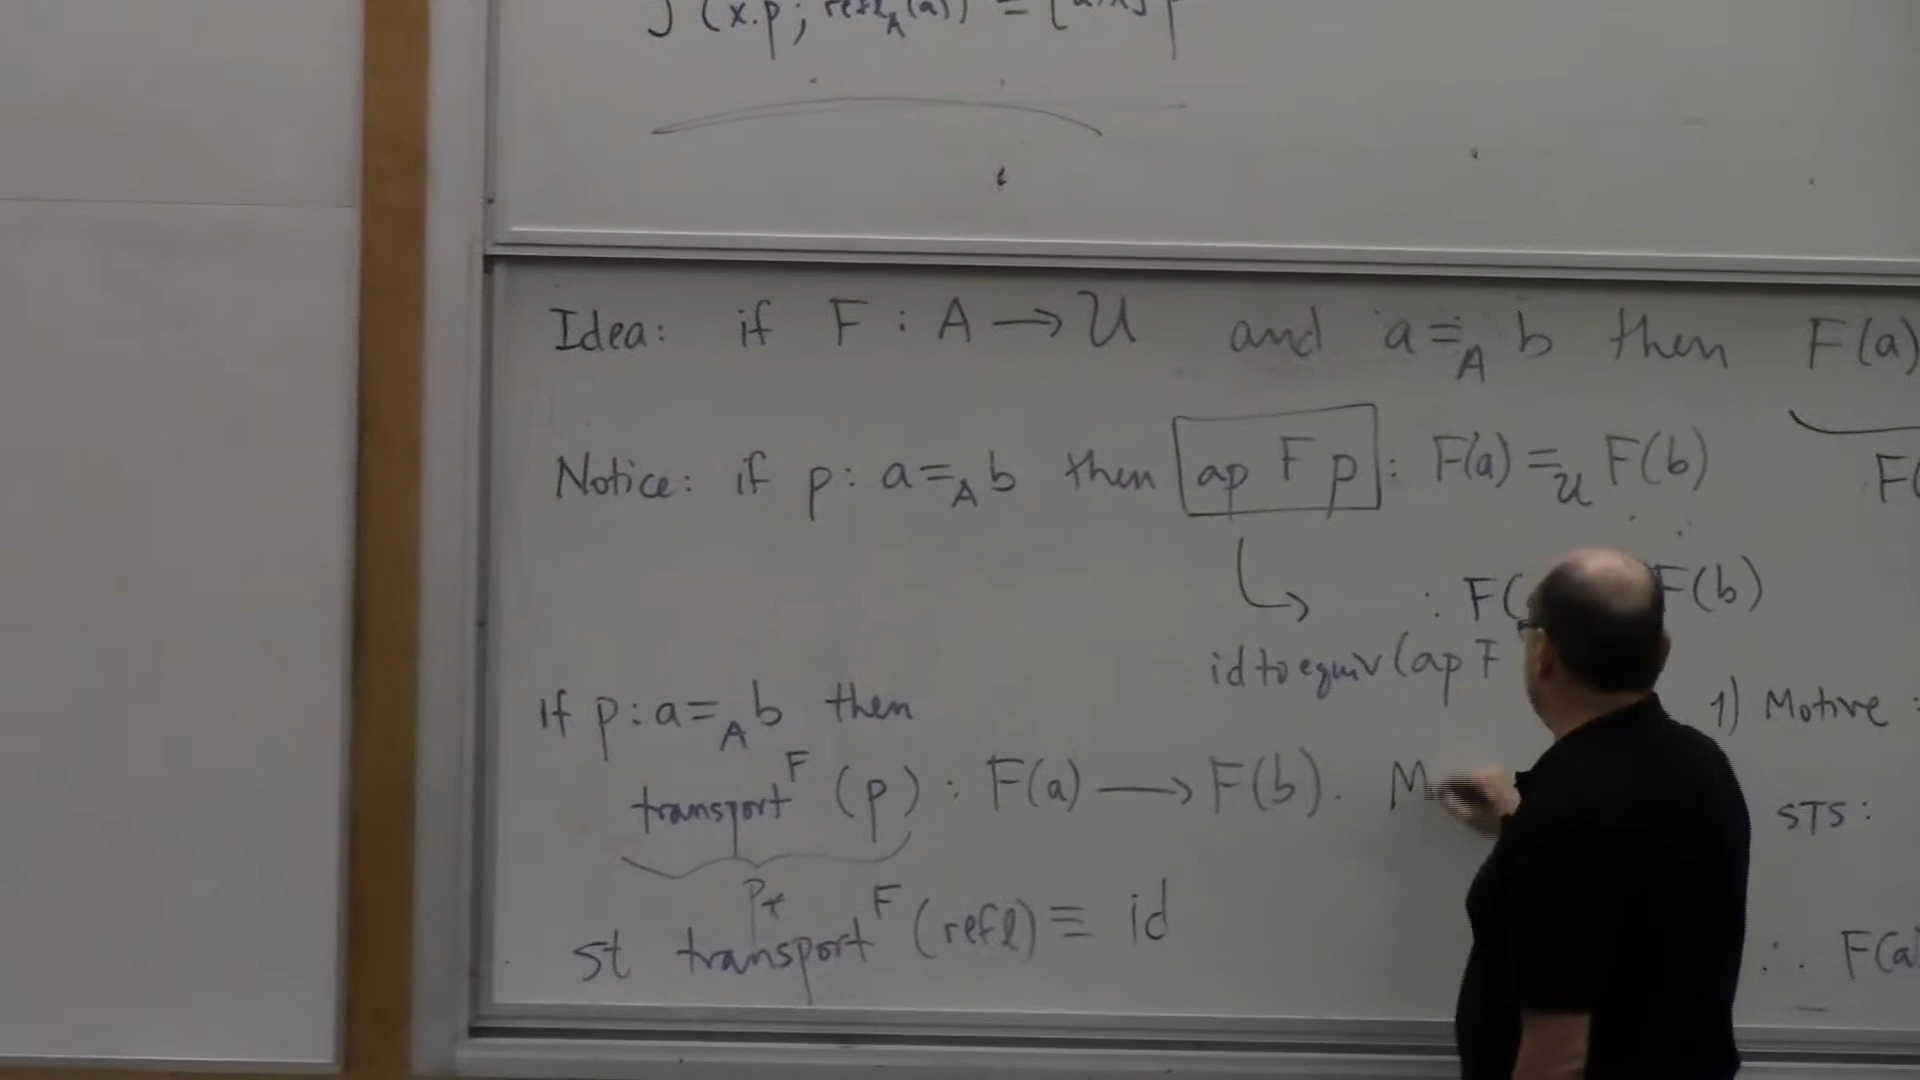 J (x.p; refl_A(a)) = [a/x] p
Idea: if F : A → U and a =_A b then F(a)
Notice: if p : a =_A b then ap F p : F(a) =_U F(b)
F(
: F( F(b)
idtoequiv (ap F
If p : a =_A b then
1) Motive :
transport^F (p) : F(a) → F(b). M
STS :
p_*
st transport^F (refl) ≡ id
∴ F(a